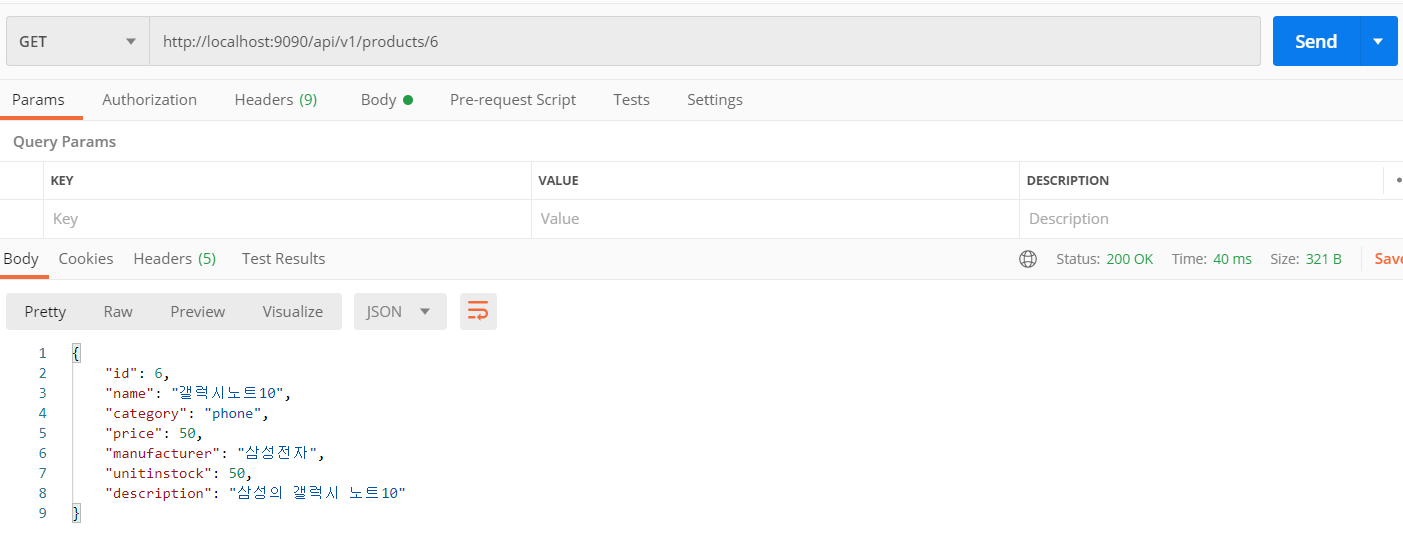 GET http://localhost:9090/api/v1/products/6 Send
Params Authorization Headers (9) Body Pre-request Script Tests Settings
Query Params
KEY VALUE DESCRIPTION
Key Value Description
Body Cookies Headers (5) Test Results Status: 200 OK Time: 40 ms Size: 321 B Save
Pretty Raw Preview Visualize JSON
1 {
2 "id": 6,
3 "name": "갤럭시노트10",
4 "category": "phone",
5 "price": 50,
6 "manufacturer": "삼성전자",
7 "unitinstock": 50,
8 "description": "삼성의 갤럭시 노트10"
9 }